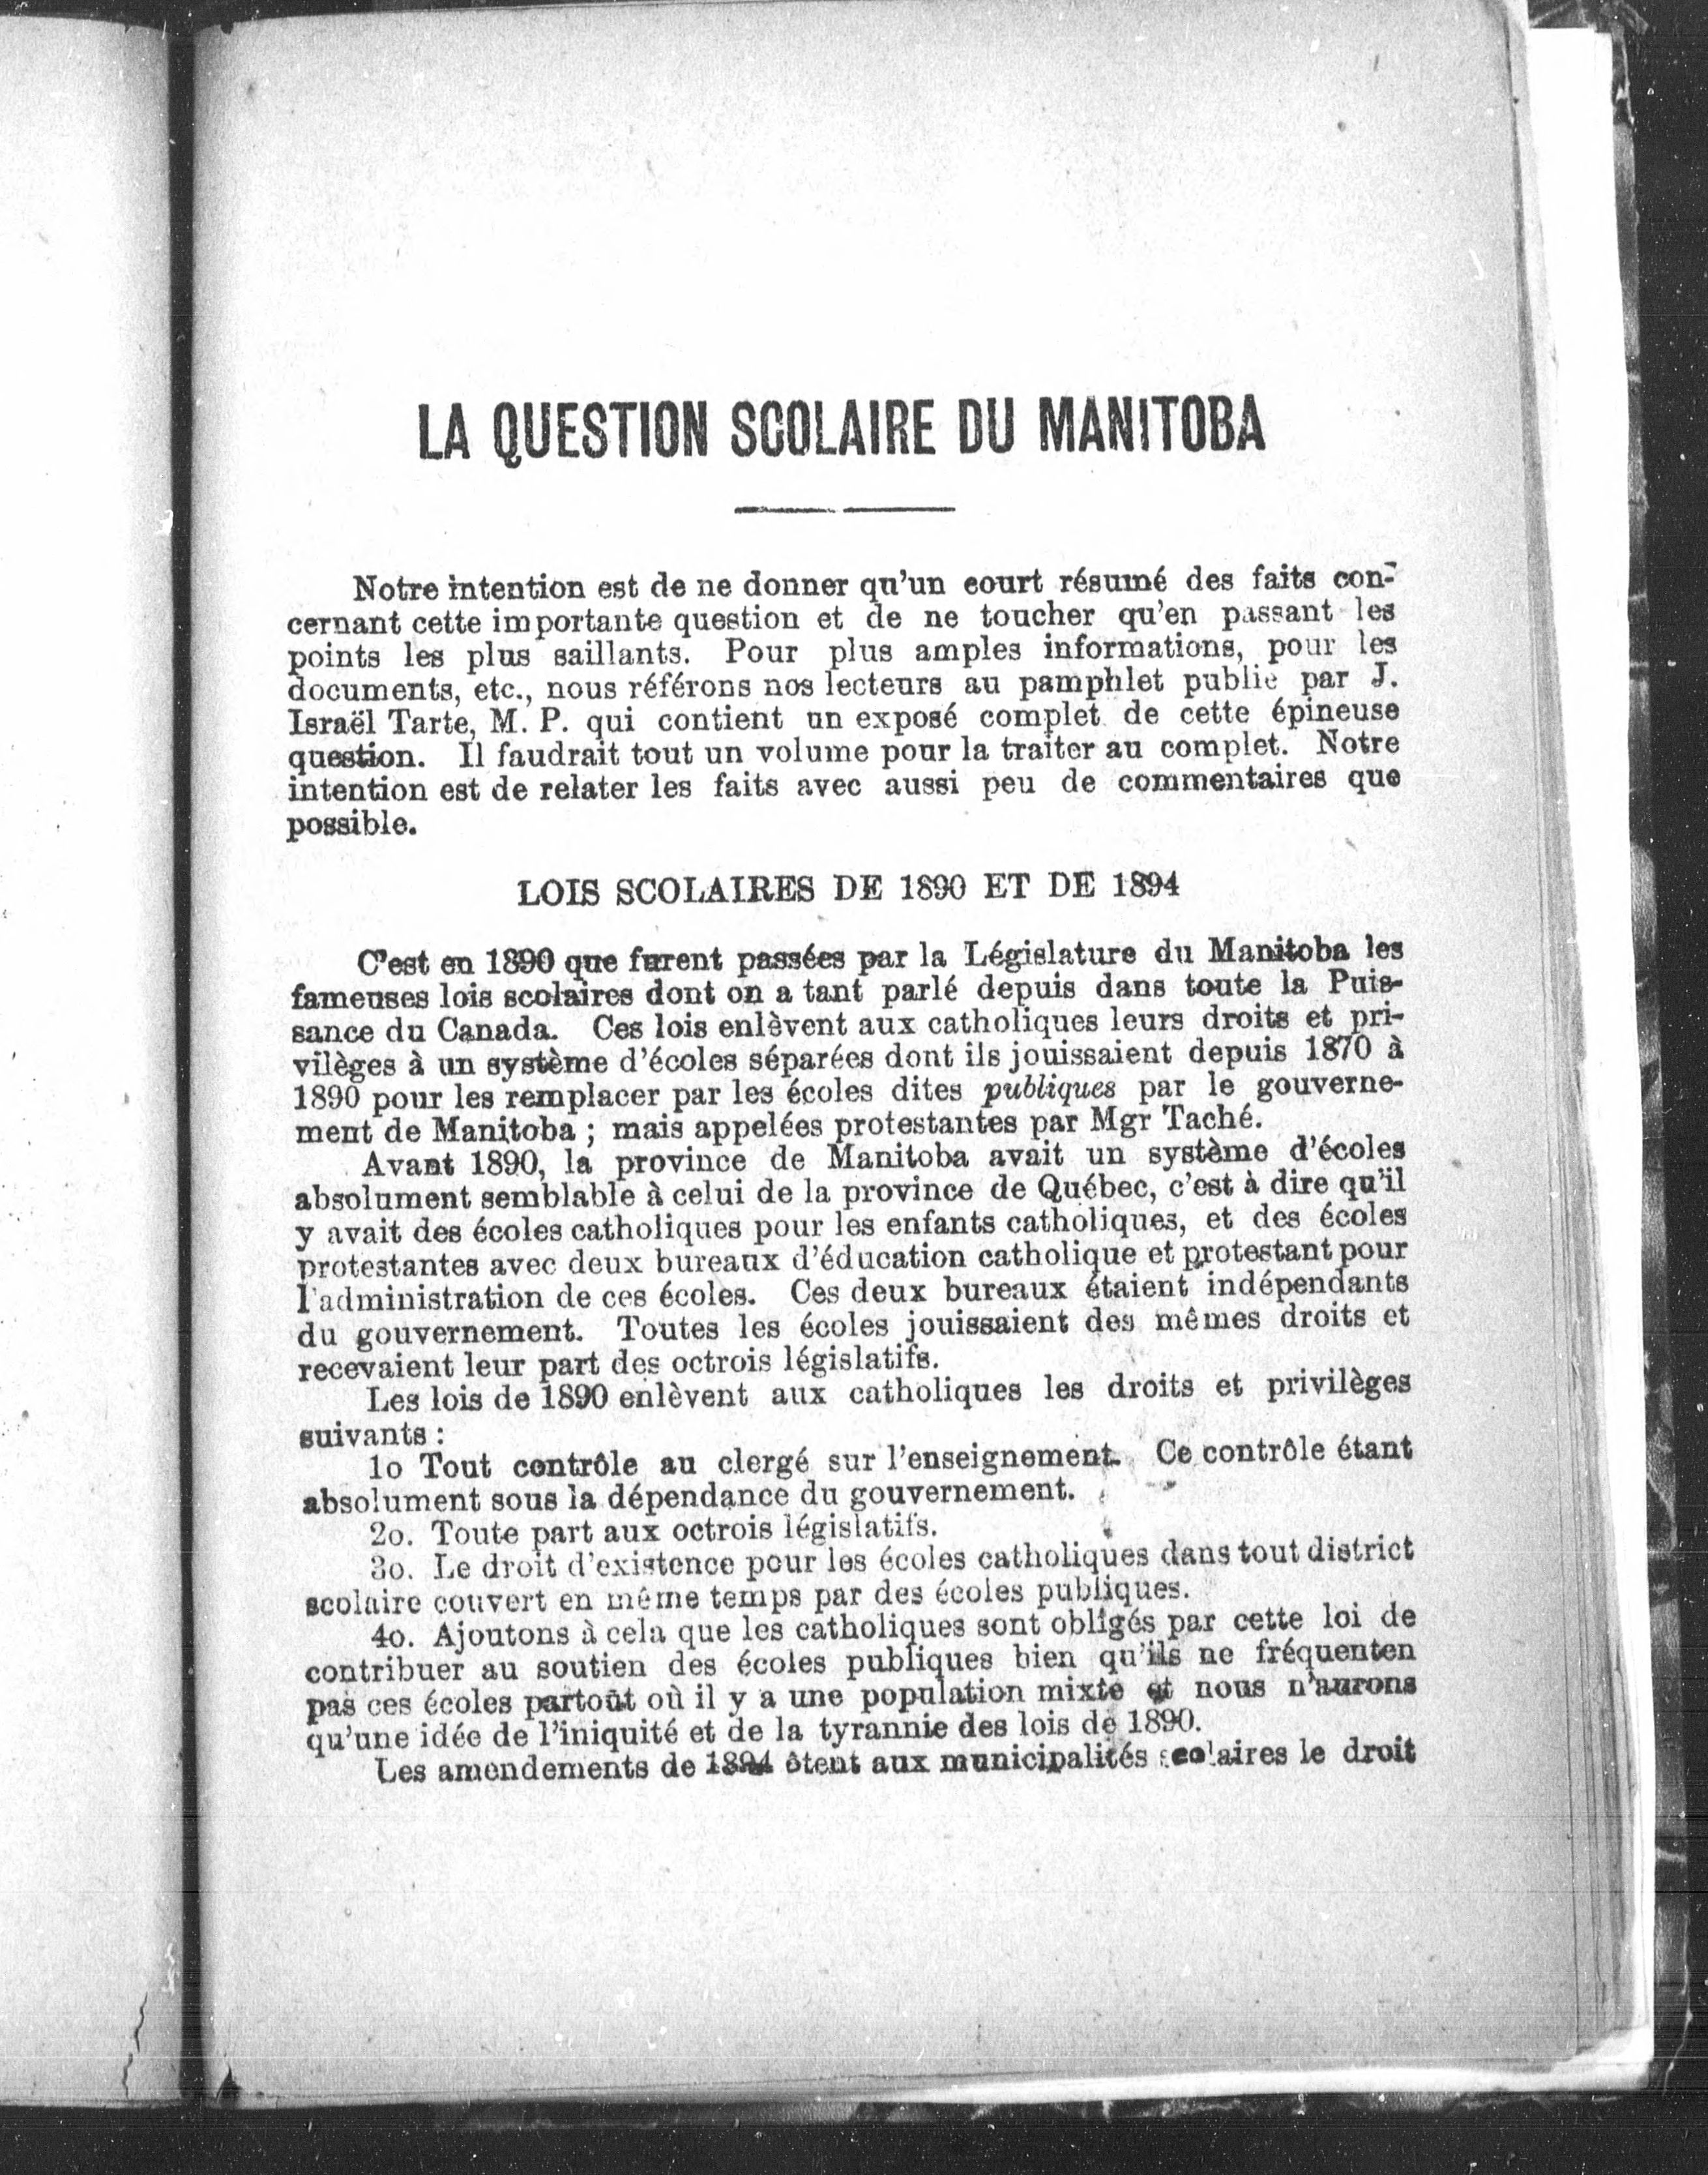 LA QUESTION SCOLAIRE DU MANITOBA
Notre intention est de ne donner qu'un court résumé des faits con-
cernant cette importante question et de ne toucher qu'en passant les
points les plus saillants. Pour plus amples informations, pour les
documents, etc., nous référons nos lecteurs au pamphlet publié par J.
Israël Tarte, M. P. qui contient un exposé complet de cette épineuse
question. Il faudrait tout un volume pour la traiter au complet. Notre
intention est de relater les faits avec aussi peu de commentaires que
possible.
LOIS SCOLAIRES DE 1890 ET DE 1894
C'est en 1890 que furent passées par la Législature du Manitoba les
fameuses lois scolaires dont on a tant parlé depuis dans toute la Puis-
sance du Canada. Ces lois enlèvent aux catholiques leurs droits et pri-
vilèges à un système d'écoles séparées dont ils jouissaient depuis 1870 à
1890 pour les remplacer par les écoles dites publiques par le gouverne-
ment de Manitoba ; mais appelées protestantes par Mgr Taché.
Avant 1890, la province de Manitoba avait un système d'écoles
absolument semblable à celui de la province de Québec, c'est à dire qu'il
y avait des écoles catholiques pour les enfants catholiques, et des écoles
protestantes avec deux bureaux d'éducation catholique et protestant pour
l'administration de ces écoles. Ces deux bureaux étaient indépendants
du gouvernement. Toutes les écoles jouissaient des mêmes droits et
recevaient leur part des octrois législatifs.
Les lois de 1890 enlèvent aux catholiques les droits et privilèges
suivants :
1o Tout contrôle au clergé sur l'enseignement. Ce contrôle étant
absolument sous la dépendance du gouvernement.
2o. Toute part aux octrois législatifs.
3o. Le droit d'existence pour les écoles catholiques dans tout district
scolaire couvert en même temps par des écoles publiques.
4o. Ajoutons à cela que les catholiques sont obligés par cette loi de
contribuer au soutien des écoles publiques bien qu'ils ne fréquenten
pas ces écoles partoût où il y a une population mixte et nous n'aurons
qu'une idée de l'iniquité et de la tyrannie des lois de 1890.
Les amendements de 1894 ôtent aux municipalités scolaires le droit